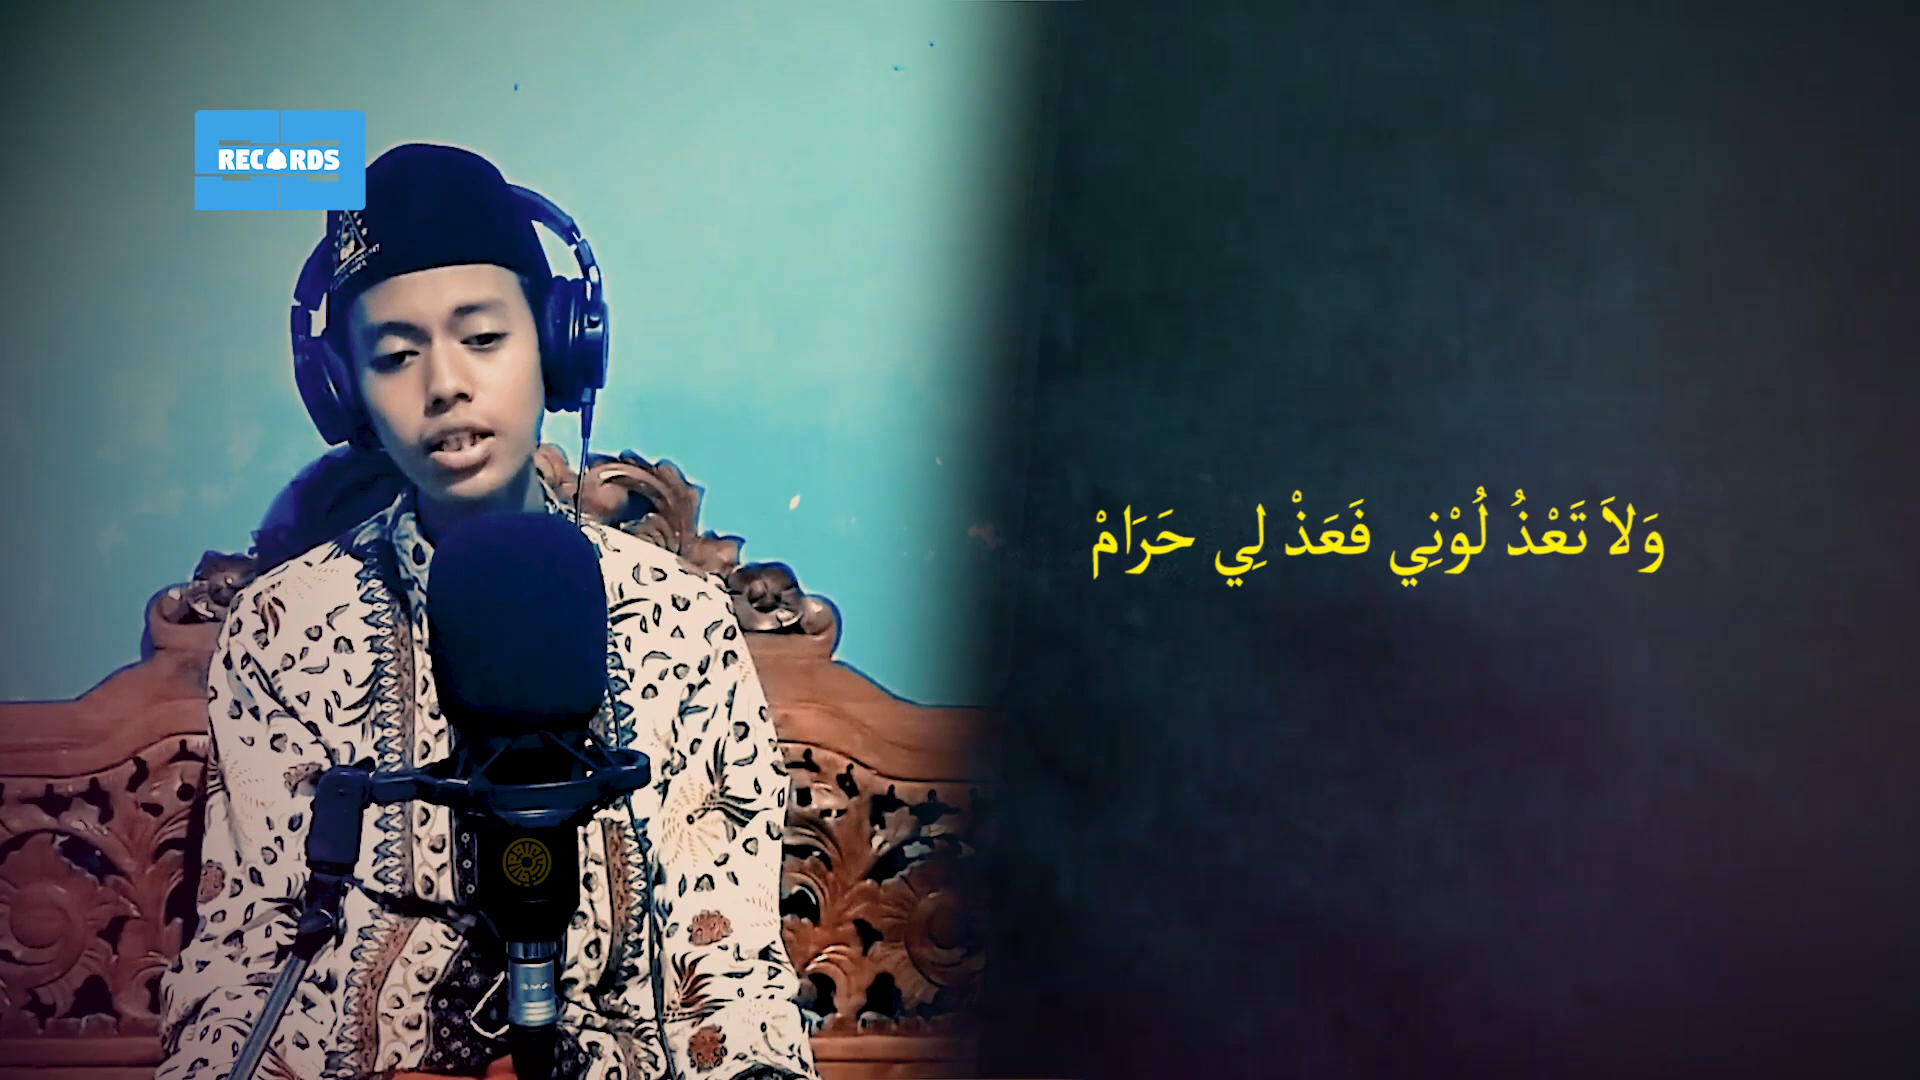 RECORDS
وَلاَ تَعْذُ لُوْنِي فَعَذْ لِي حَرَامْ